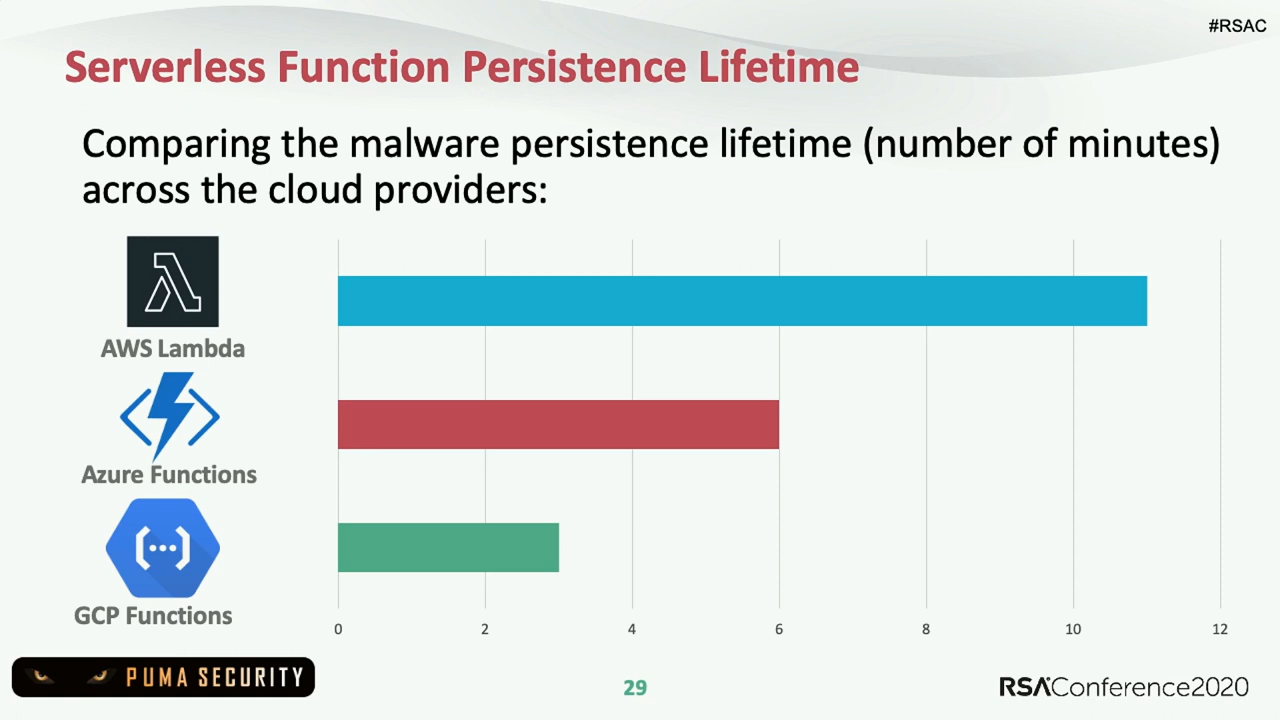 #RSAC
Serverless Function Persistence Lifetime
Comparing the malware persistence lifetime (number of minutes)
across the cloud providers:
AWS Lambda
Azure Functions
GCP Functions
0 2 4 6 8 10 12
PUMA SECURITY
29
RSAConference2020